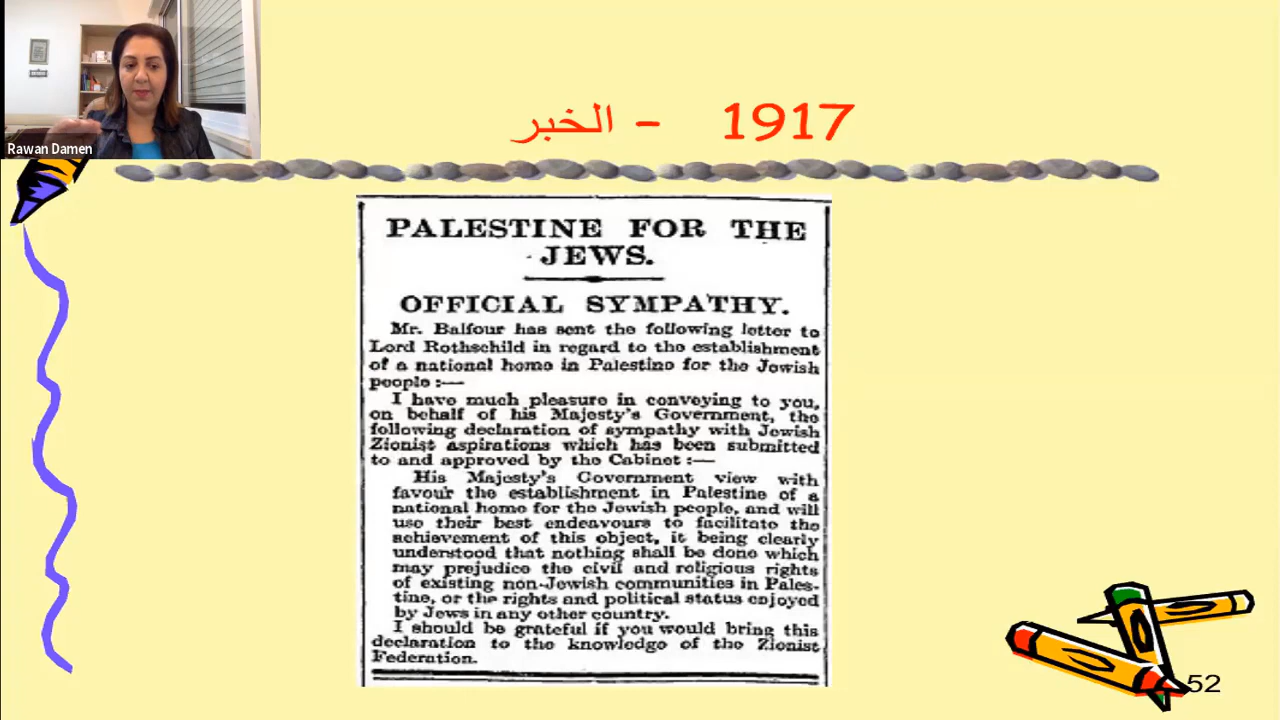 Rawan Damen
1917 - الخبر
PALESTINE FOR THE
JEWS.
OFFICIAL SYMPATHY.
Mr. Balfour has sent the following letter to
Lord Rothschild in regard to the establishment
of a national home in Palestine for the Jewish
people :—
I have much pleasure in conveying to you,
on behalf of his Majesty's Government, the
following declaration of sympathy with Jewish
Zionist aspirations which has been submitted
to and approved by the Cabinet :—
His Majesty's Government view with
favour the establishment in Palestine of a
national home for the Jewish people, and will
use their best endeavours to facilitate the
achievement of this object, it being clearly
understood that nothing shall be done which
may prejudice the civil and religious rights
of existing non-Jewish communities in Pales-
tine, or the rights and political status enjoyed
by Jews in any other country.
I should be grateful if you would bring this
declaration to the knowledge of the Zionist
Federation.
52